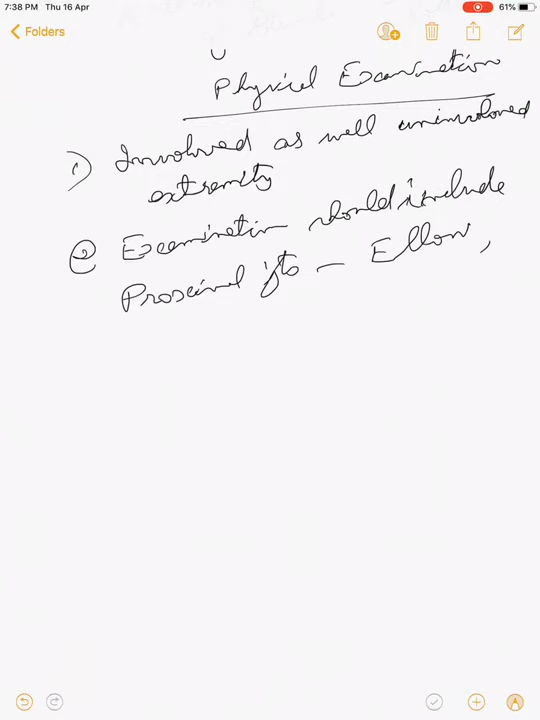 7:38 PM Thu 16 Apr 61%
Folders
Physical Examination
1) Involved as well uninvolved
extremity
② Examination should include
Proximal jts - Elbow,